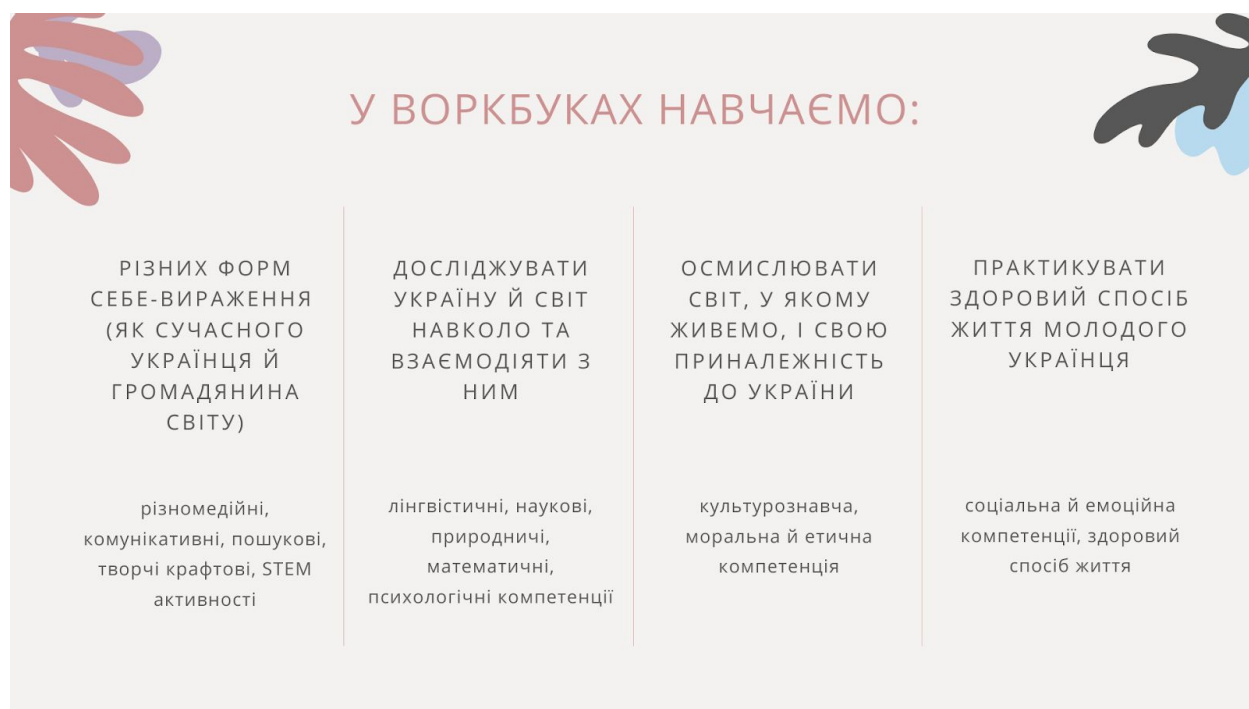 У ВОРКБУКАХ НАВЧАЄМО:
РІЗНИХ ФОРМ
СЕБЕ-ВИРАЖЕННЯ
(ЯК СУЧАСНОГО
УКРАЇНЦЯ Й
ГРОМАДЯНИНА
СВІТУ)
різномедійні,
комунікативні, пошукові,
творчі крафтові, STEM
активності
ДОСЛІДЖУВАТИ
УКРАЇНУ Й СВІТ
НАВКОЛО ТА
ВЗАЄМОДІЯТИ З
НИМ
лінгвістичні, наукові,
природничі,
математичні,
психологічні компетенції
ОСМИСЛЮВАТИ
СВІТ, У ЯКОМУ
ЖИВЕМО, І СВОЮ
ПРИНАЛЕЖНІСТЬ
ДО УКРАЇНИ
культурознавча,
моральна й етична
компетенція
ПРАКТИКУВАТИ
ЗДОРОВИЙ СПОСІБ
ЖИТТЯ МОЛОДОГО
УКРАЇНЦЯ
соціальна й емоційна
компетенції, здоровий
спосіб життя